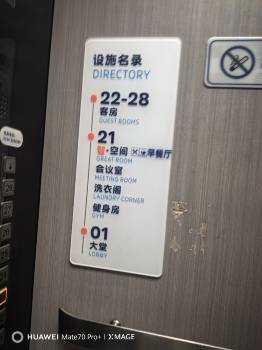 设施名录
DIRECTORY
22-28
客房
GUEST ROOMS
21
·空间 早餐厅
GREAT ROOM
会议室
MEETING ROOM
洗衣阁
LAUNDRY CORNER
健身房
GYM
01
大堂
LOBBY
HUAWEI Mate70 Pro+ | XMAGE